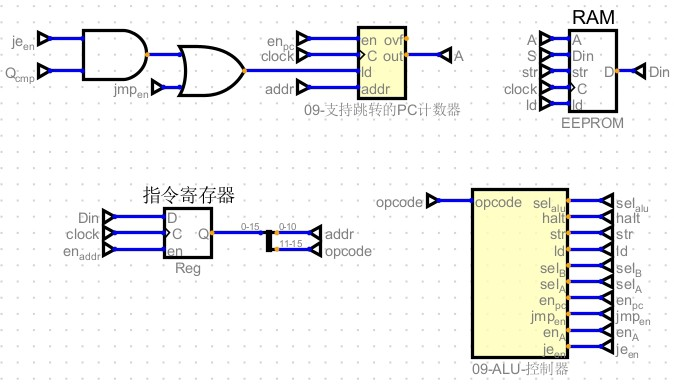 je_en
Q_cmp
jmp_en
en_pc
clock
addr
en ovf
C out
ld
addr
A
09-支持跳转的PC计数器
RAM
A
S
str
clock
ld
A
Din
str D
C
ld
Din
EEPROM
指令寄存器
Din
clock
en_addr
D
C Q
en
Reg
0-15
0-10
11-15
addr
opcode
opcode
opcode
sel_alu
halt
str
ld
sel_B
sel_A
en_pc
jmp_en
en_A
je_en
sel_alu
halt
str
ld
sel_B
sel_A
en_pc
jmp_en
en_A
je_en
09-ALU-控制器